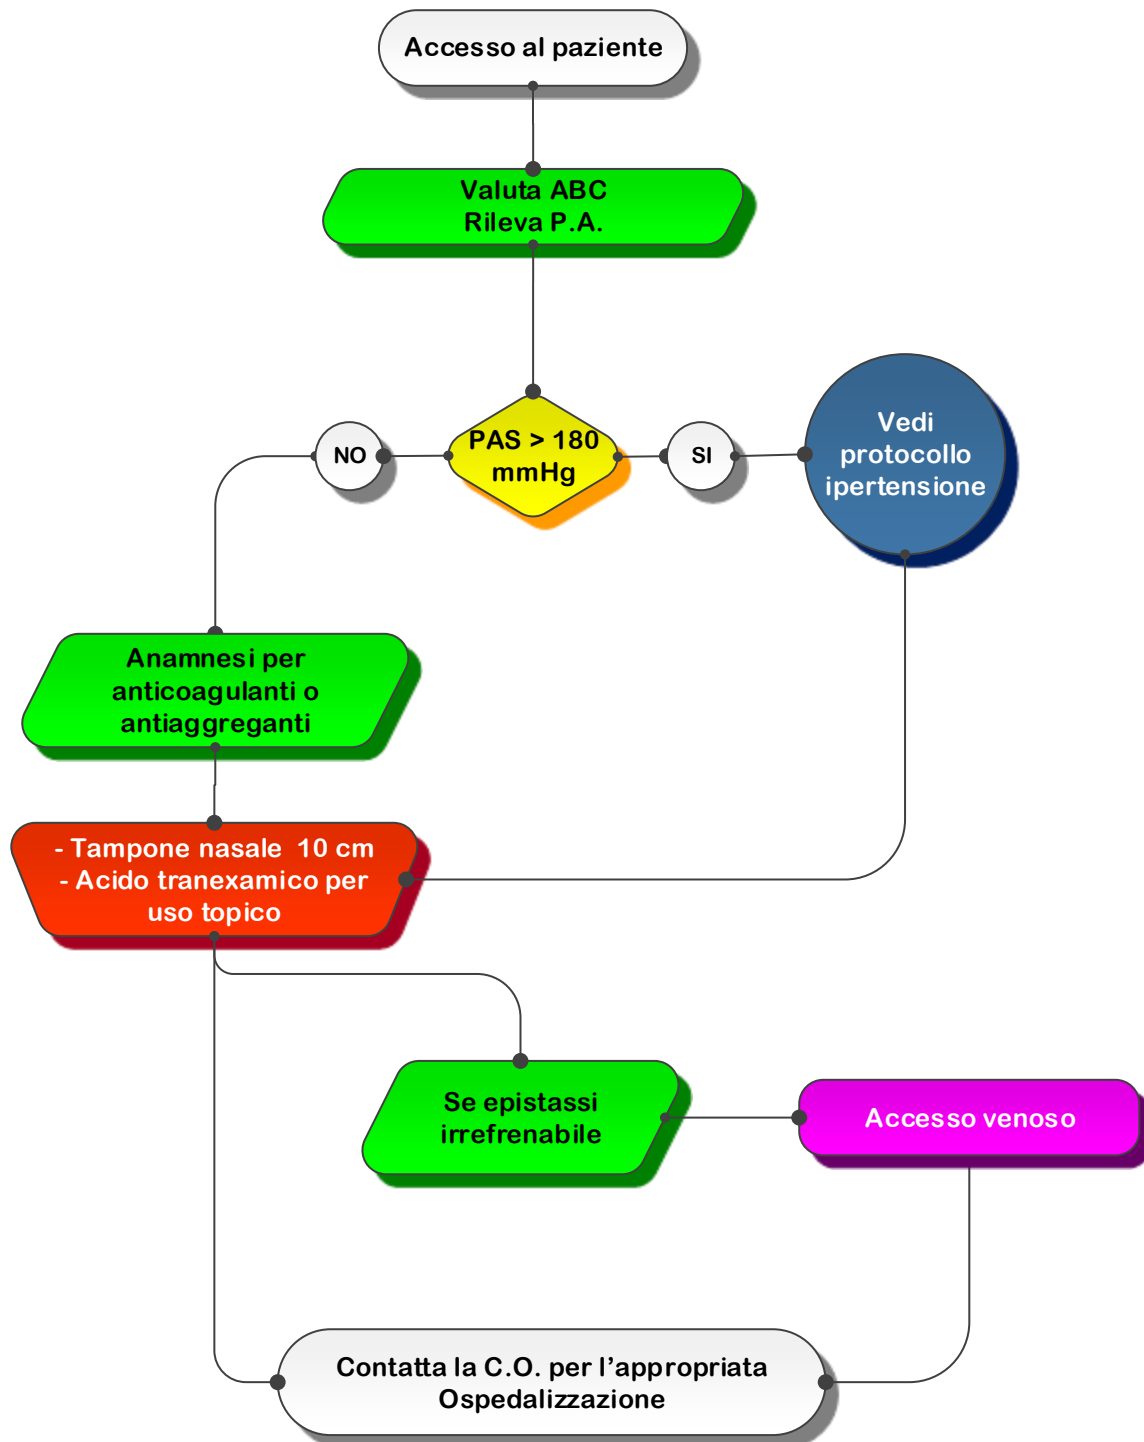 Accesso al paziente
Valuta ABC
Rileva P.A.
NO
PAS > 180
mmHg
SI
Vedi
protocollo
ipertensione
Anamnesi per
anticoagulanti o
antiaggreganti
- Tampone nasale 10 cm
- Acido tranexamico per
uso topico
Se epistassi
irrefrenabile
Accesso venoso
Contatta la C.O. per l'appropriata
Ospedalizzazione